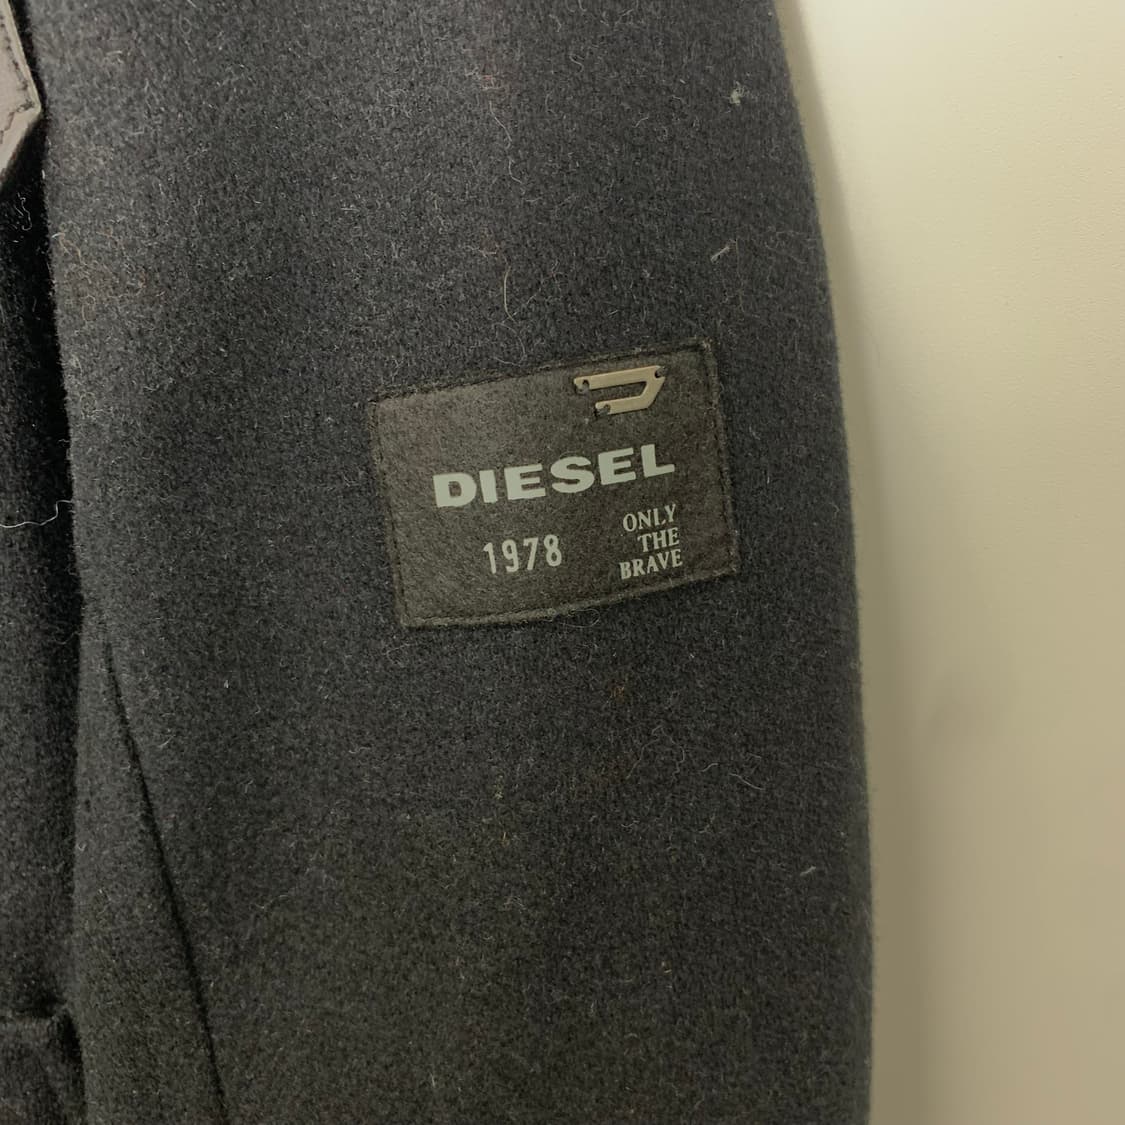 DIESEL
1978
ONLY
THE
BRAVE